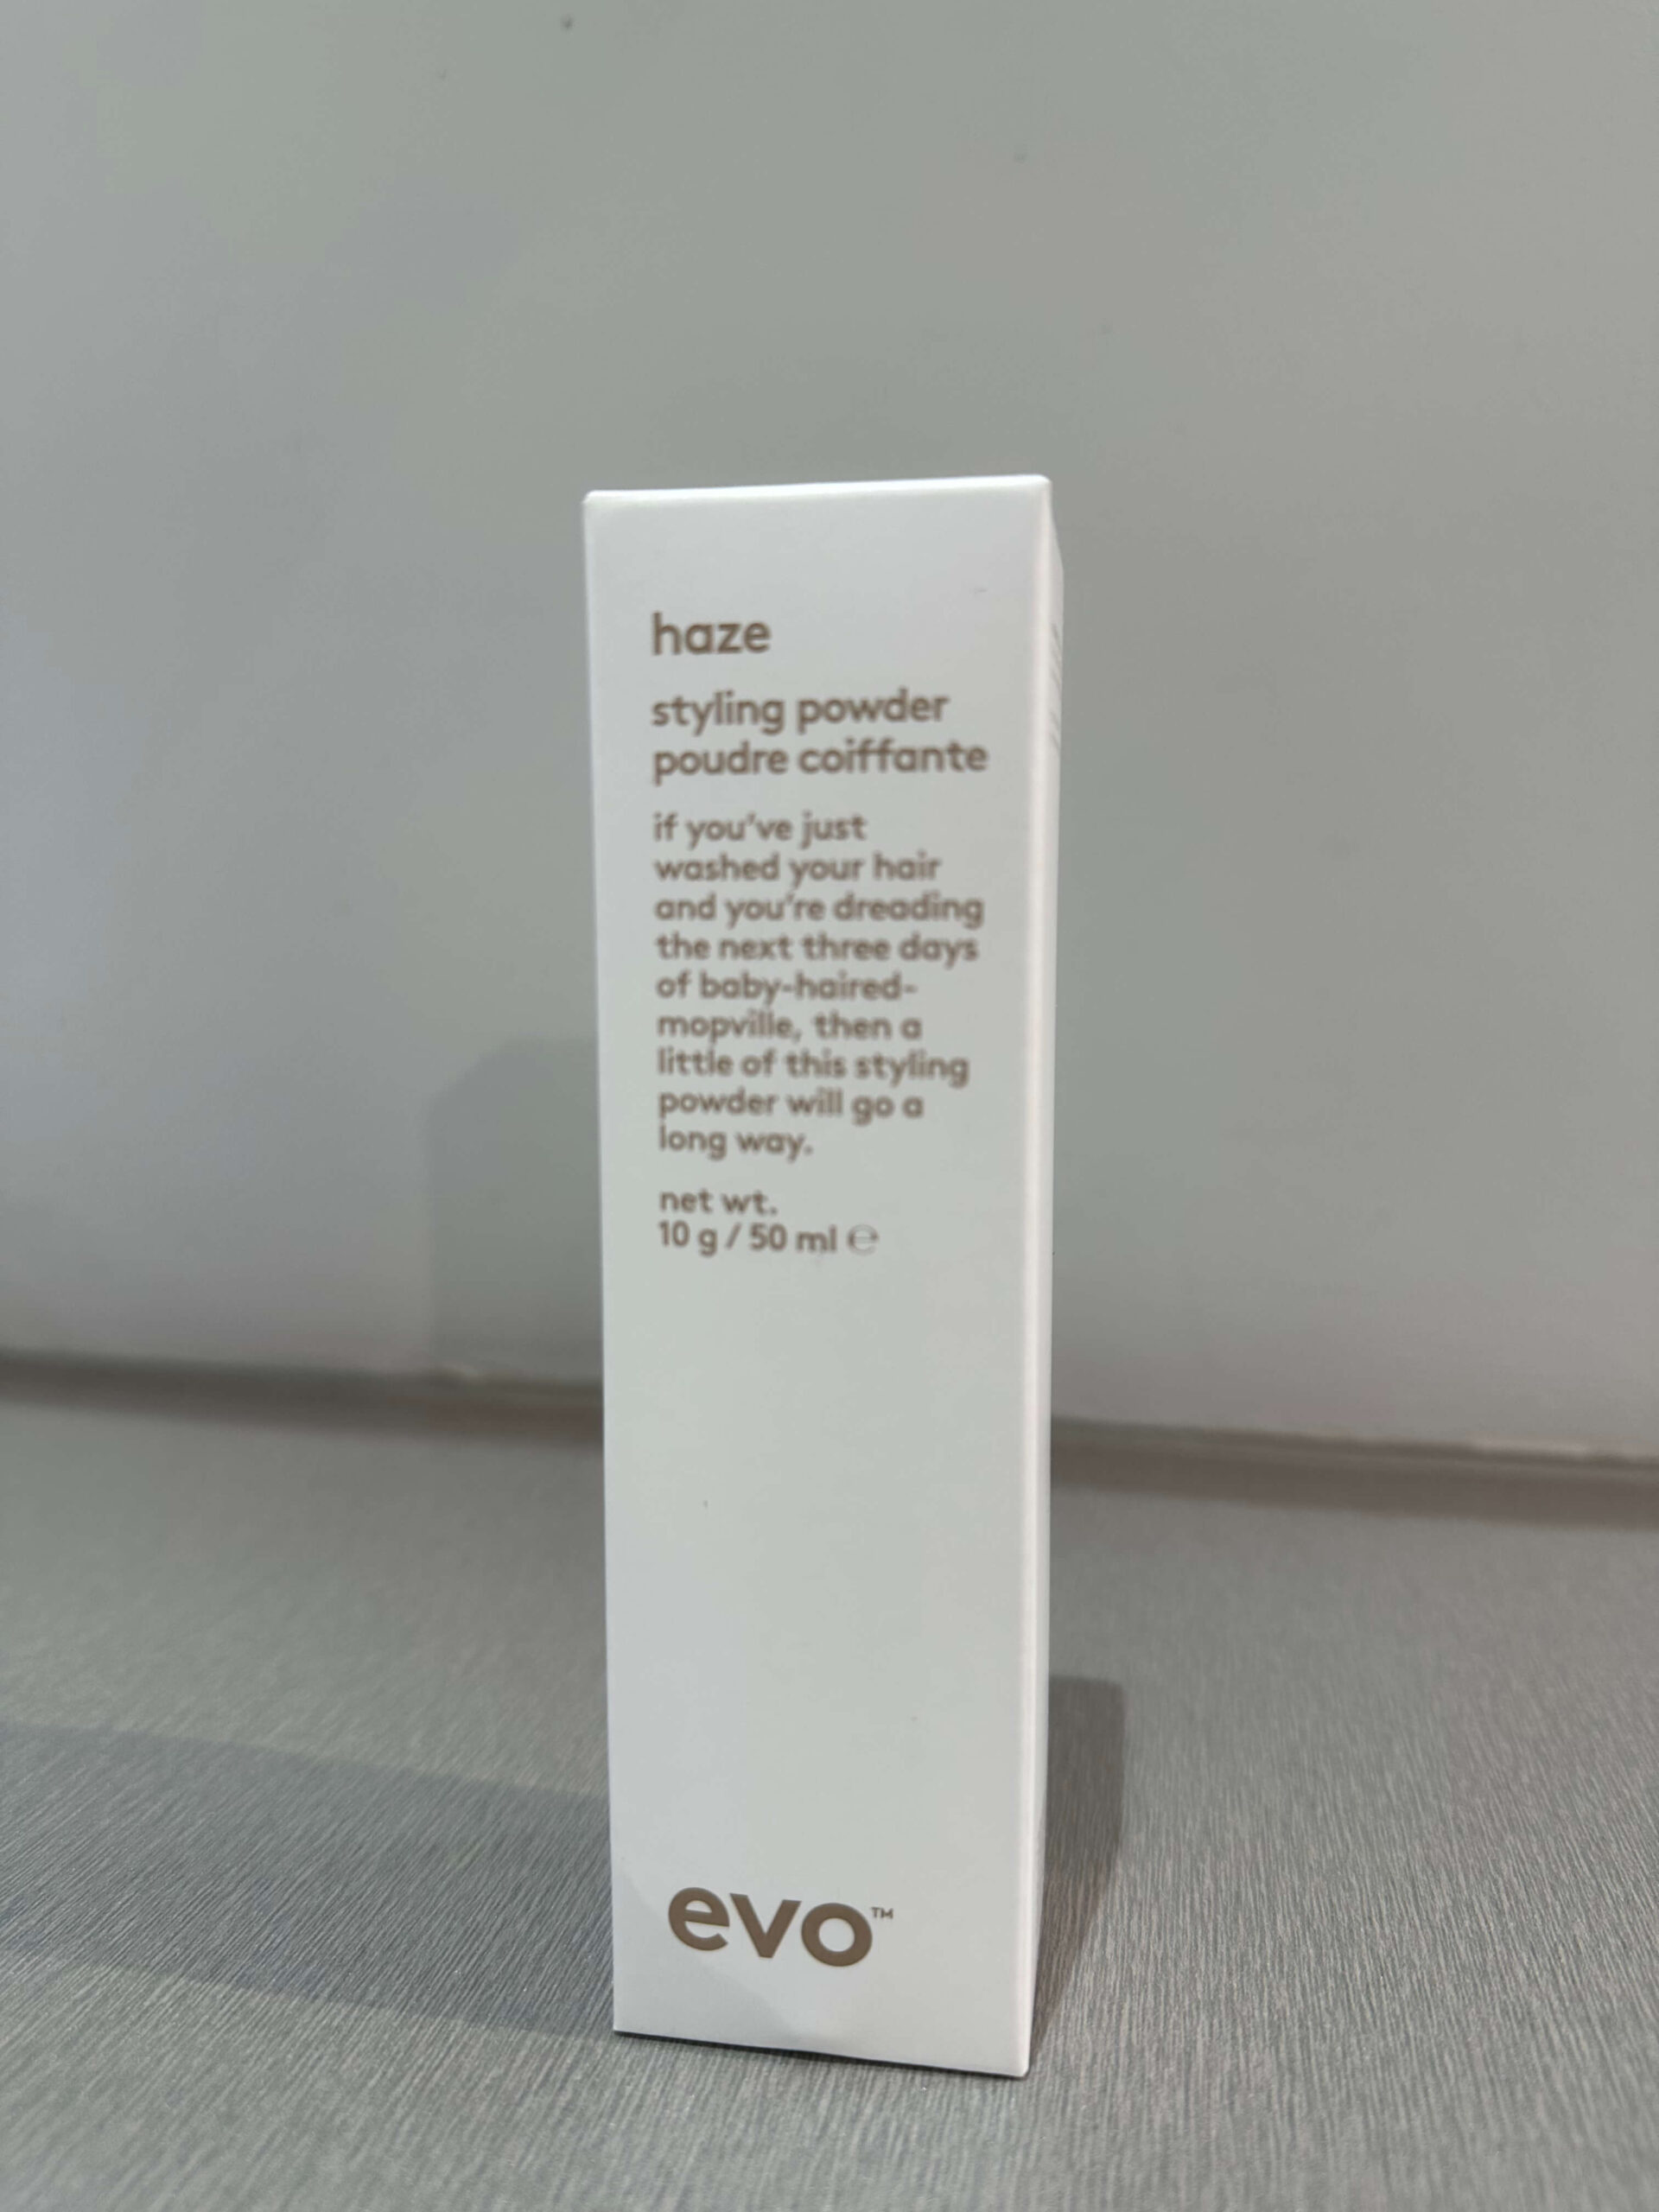 haze
styling powder
poudre coiffante
if you've just
washed your hair
and you're dreading
the next three days
of baby-haired-
mopville, then a
little of this styling
powder will go a
long way.
net wt.
10 g / 50 ml ℮
evo™